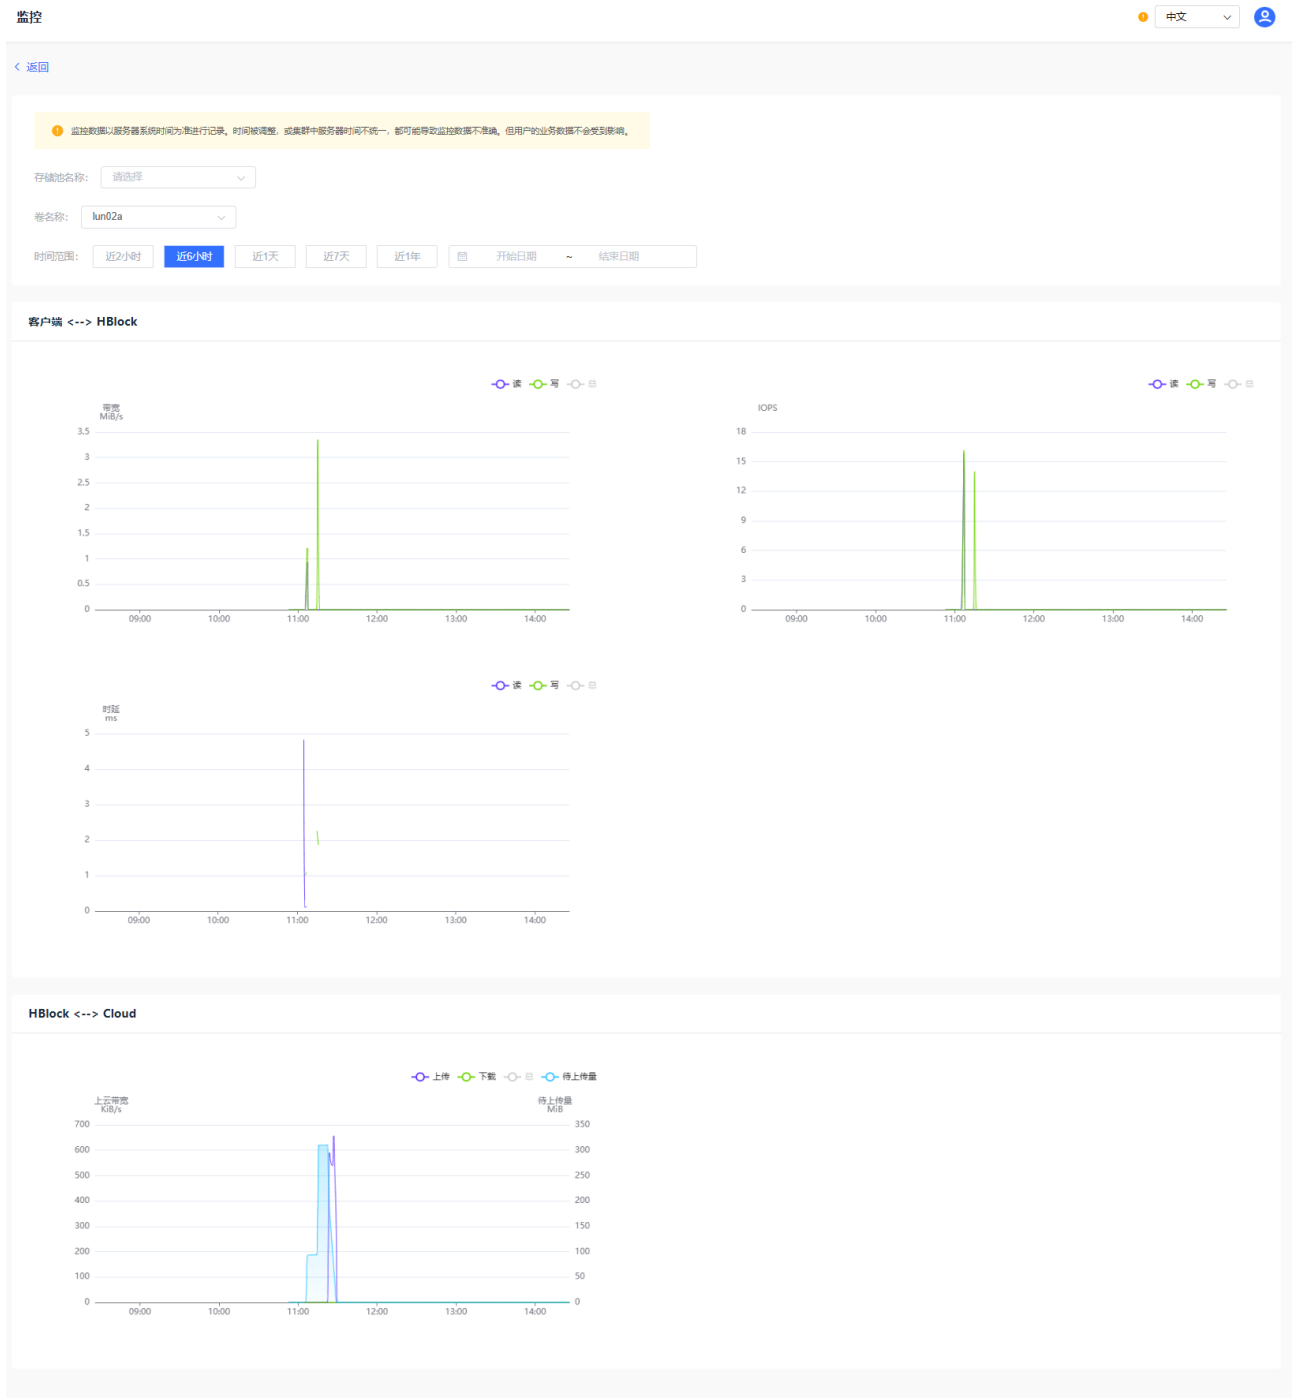 监控
中文
返回
监控数据以服务器系统时间为准进行记录。时间被调整，或集群中服务器时间不统一，都可能导致监控数据不准确。但用户的业务数据不会受到影响。
存储池名称： 请选择
卷名称： lun02a
时间范围： 近2小时 近6小时 近1天 近7天 近1年 开始日期 ~ 结束日期
客户端 <--> HBlock
读 写 总
带宽
MiB/s
3.5
3
2.5
2
1.5
1
0.5
0
09:00 10:00 11:00 12:00 13:00 14:00
读 写 总
IOPS
18
15
12
9
6
3
0
09:00 10:00 11:00 12:00 13:00 14:00
读 写 总
时延
ms
5
4
3
2
1
0
09:00 10:00 11:00 12:00 13:00 14:00
HBlock <--> Cloud
上传 下载 总 待上传量
上云带宽 待上传量
KiB/s MiB
700 350
600 300
500 250
400 200
300 150
200 100
100 50
0 0
09:00 10:00 11:00 12:00 13:00 14:00